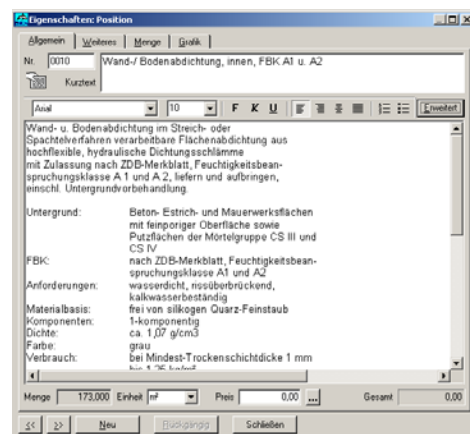 Eigenschaften: Position
Allgemein Weiteres Menge Grafik
Nr. 0010 Wand-/ Bodenabdichtung, innen, FBK A1 u. A2
Kurztext
Arial 10 F K U Erweitert
Wand- u. Bodenabdichtung im Streich- oder
Spachtelverfahren verarbeitbare Flächenabdichtung aus
hochflexible, hydraulische Dichtungsschlämme
mit Zulassung nach ZDB-Merkblatt, Feuchtigkeitsbean-
spruchungsklasse A 1 und A 2, liefern und aufbringen,
einschl. Untergrundvorbehandlung.
Untergrund: Beton- Estrich- und Mauerwerksflächen
mit feinporiger Oberfläche sowie
Putzflächen der Mörtelgruppe CS III und
CS IV
FBK: nach ZDB-Merkblatt, Feuchtigkeitsbean-
spruchungsklasse A1 und A2
Anforderungen: wasserdicht, rissüberbrückend,
kalkwasserbeständig
Materialbasis: frei von silikogen Quarz-Feinstaub
Komponenten: 1-komponentig
Dichte: ca. 1,07 g/cm3
Farbe: grau
Verbrauch: bei Mindest-Trockenschichtdicke 1 mm
bis 1,25 kg/m²
Menge 173,000 Einheit m² Preis 0,00 ... Gesamt 0,00
<< >> Neu Rückgängig Schließen